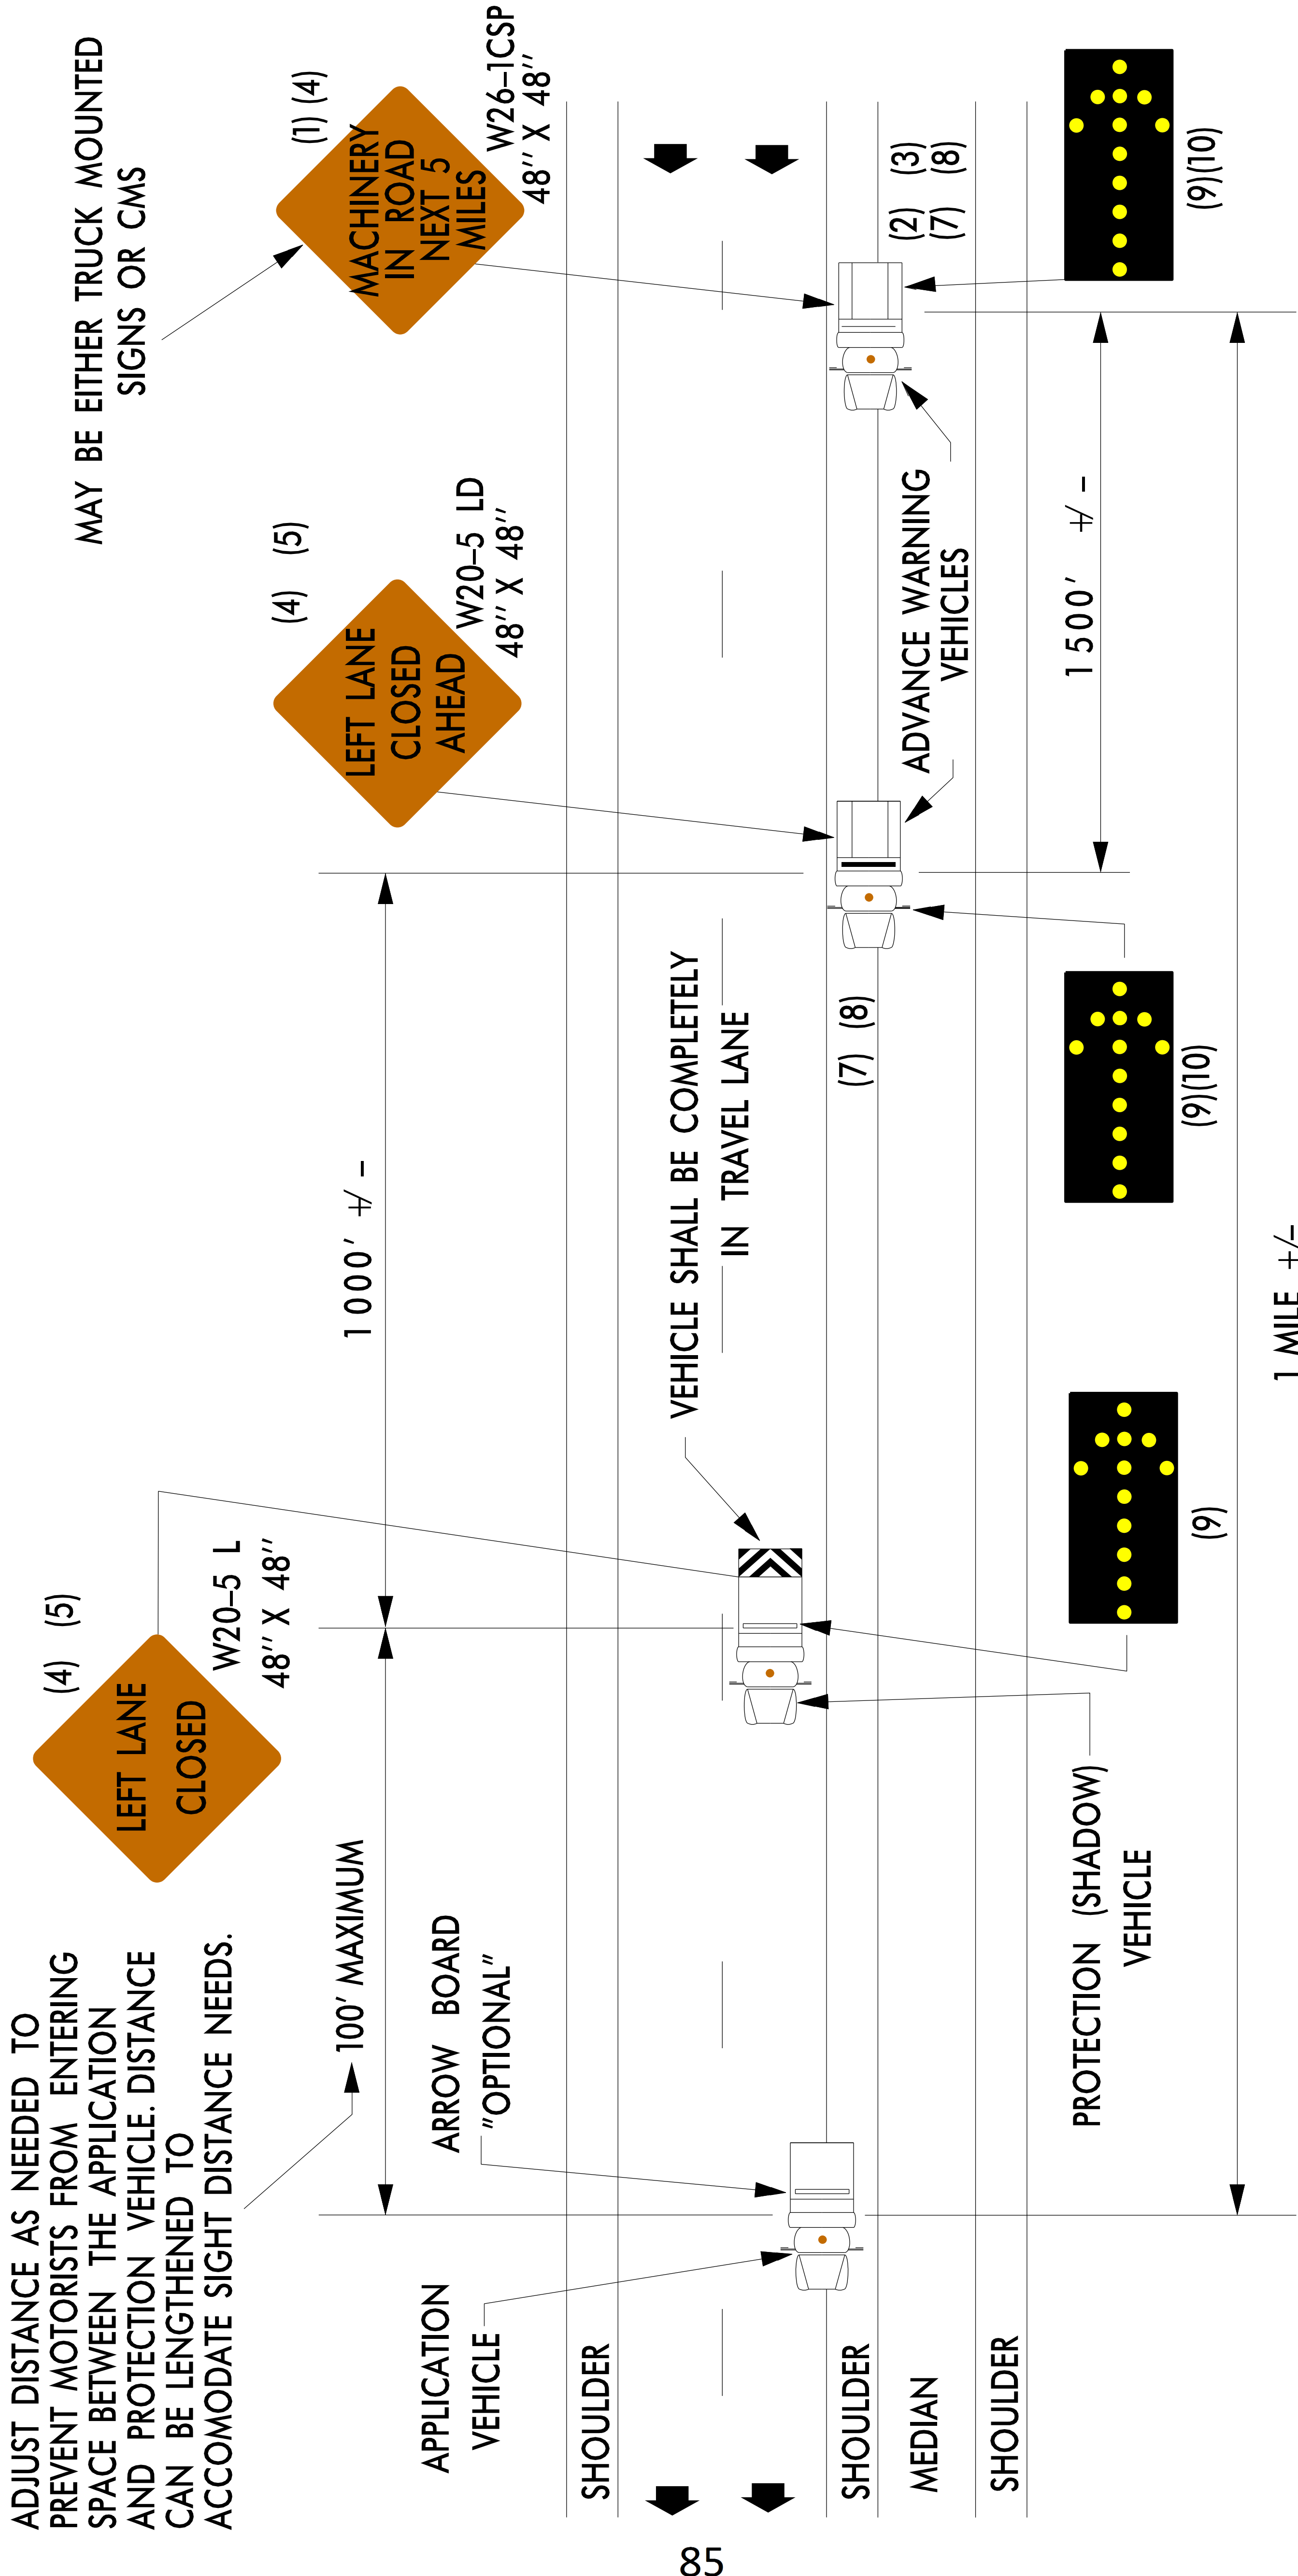 ADJUST DISTANCE AS NEEDED TO
PREVENT MOTORISTS FROM ENTERING
SPACE BETWEEN THE APPLICATION
AND PROTECTION VEHICLE. DISTANCE
CAN BE LENGTHENED TO
ACCOMODATE SIGHT DISTANCE NEEDS.
100' MAXIMUM
(4) (5)
LEFT LANE
CLOSED
W20-5 L
48'' X 48''
MAY BE EITHER TRUCK MOUNTED
SIGNS OR CMS
(4) (5)
LEFT LANE
CLOSED
AHEAD
W20-5 LD
48'' X 48''
(1) (4)
MACHINERY
IN ROAD
NEXT 5
MILES
W26-1CSP
48'' X 48''
1000' +/-
ARROW BOARD
"OPTIONAL"
APPLICATION
VEHICLE
SHOULDER
VEHICLE SHALL BE COMPLETELY
IN TRAVEL LANE
SHOULDER
(7) (8)
(2) (3)
(7) (8)
MEDIAN
ADVANCE WARNING
VEHICLES
SHOULDER
PROTECTION (SHADOW)
VEHICLE
1500' +/-
(9)
(9)(10)
(9)(10)
1 MILE +/-
85